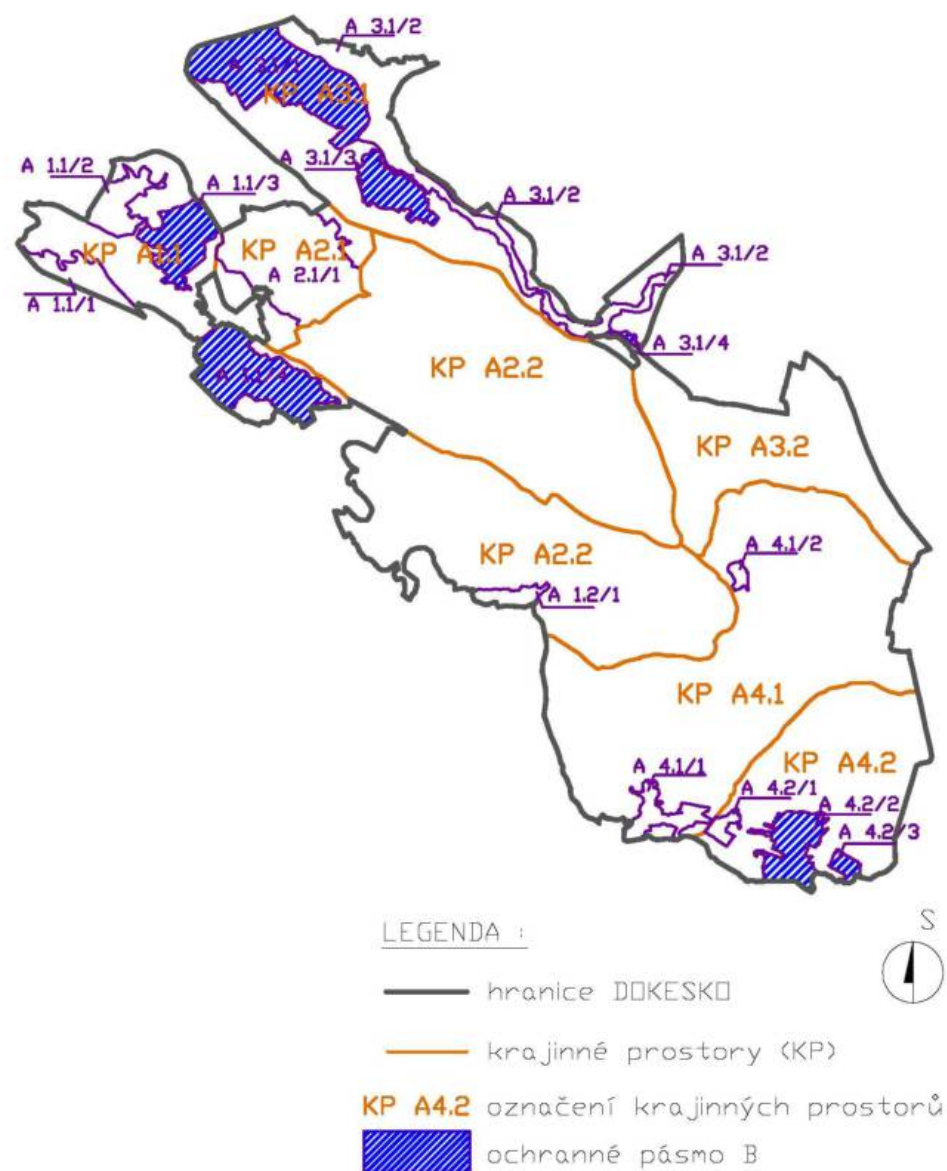 A 3.1/2
KP A3.1
A 3.1/3
A 1.1/2
A 1.1/3
A 3.1/2
KP A1.1
KP A2.1
A 2.1/1
A 3.1/2
A 1.1/1
A 3.1/4
KP A2.2
KP A3.2
A 4.1/2
KP A2.2
A 1.2/1
KP A4.1
KP A4.2
A 4.1/1
A 4.2/1
A 4.2/2
A 4.2/3
S
LEGENDA :
hranice DOKESKO
krajinné prostory (KP)
KP A4.2 označení krajinných prostorů
ochranné pásmo B